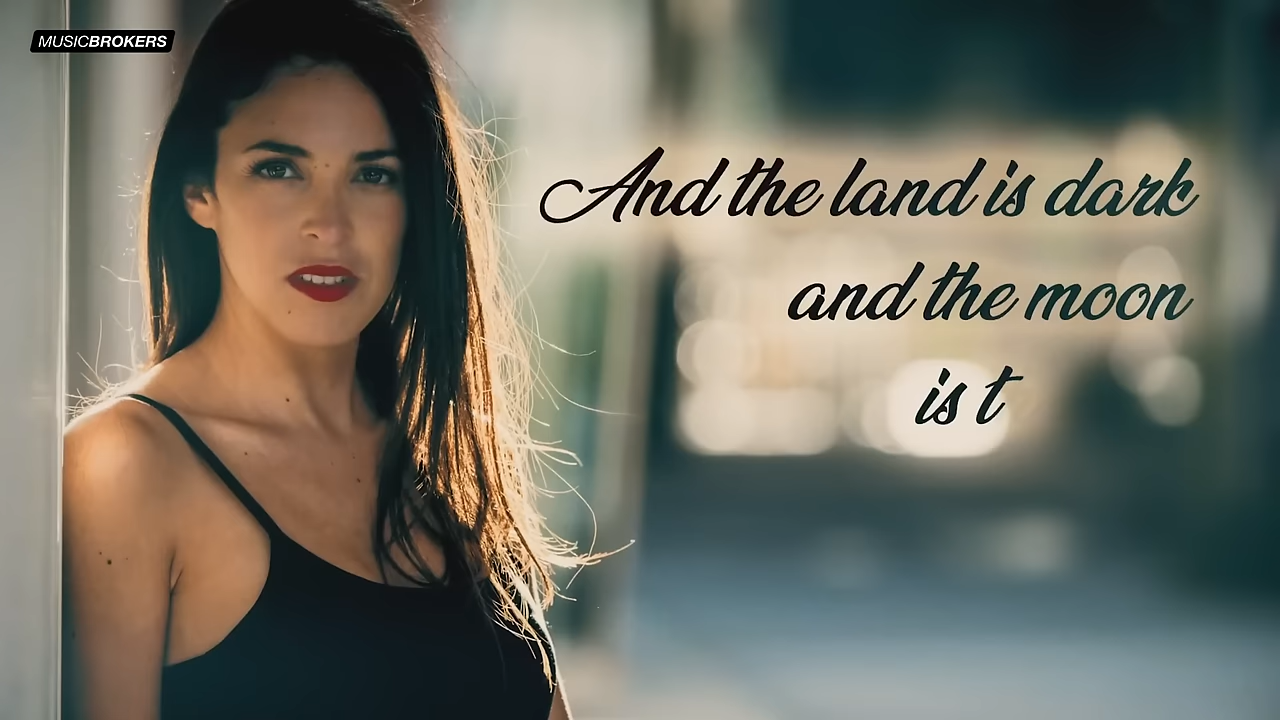 MUSICBROKERS
And the land is dark
and the moon
is t